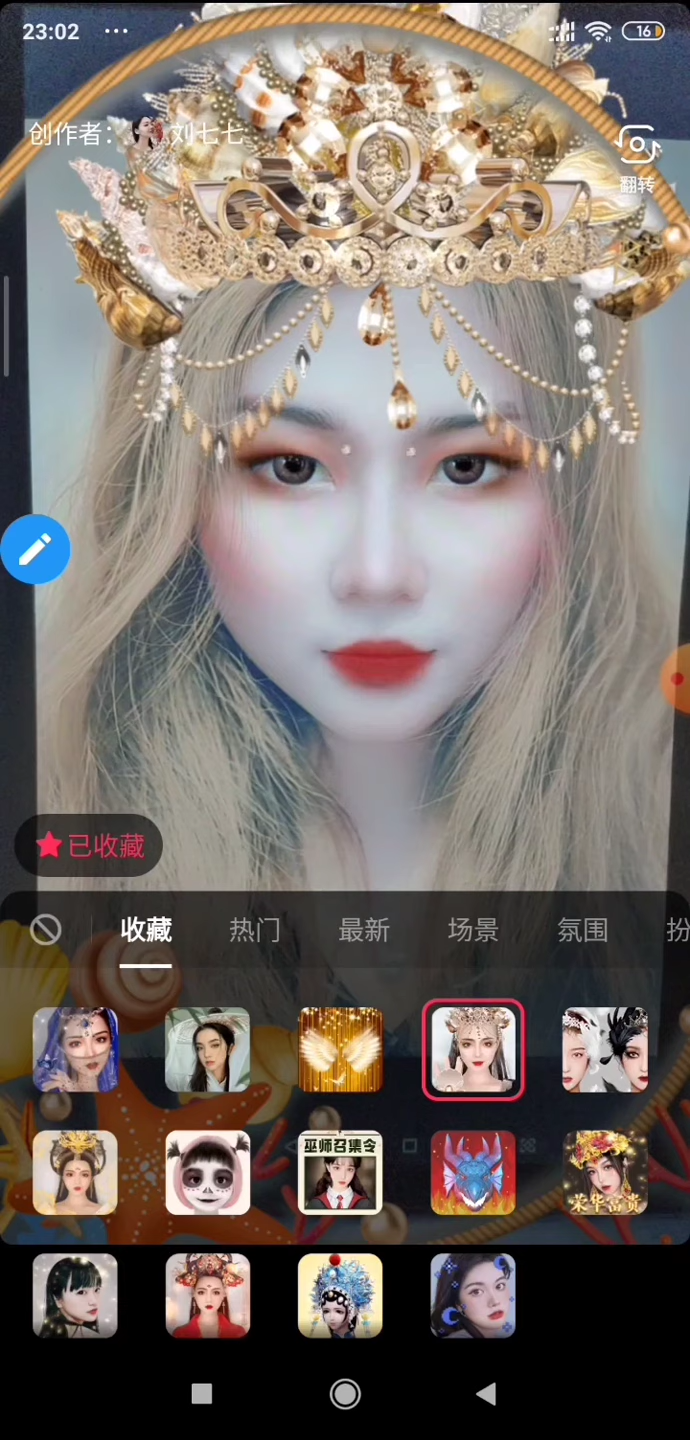 23:02
16
创作者：刘七七
翻转
已收藏
收藏 热门 最新 场景 氛围 扮
巫师召集令
荣华富贵